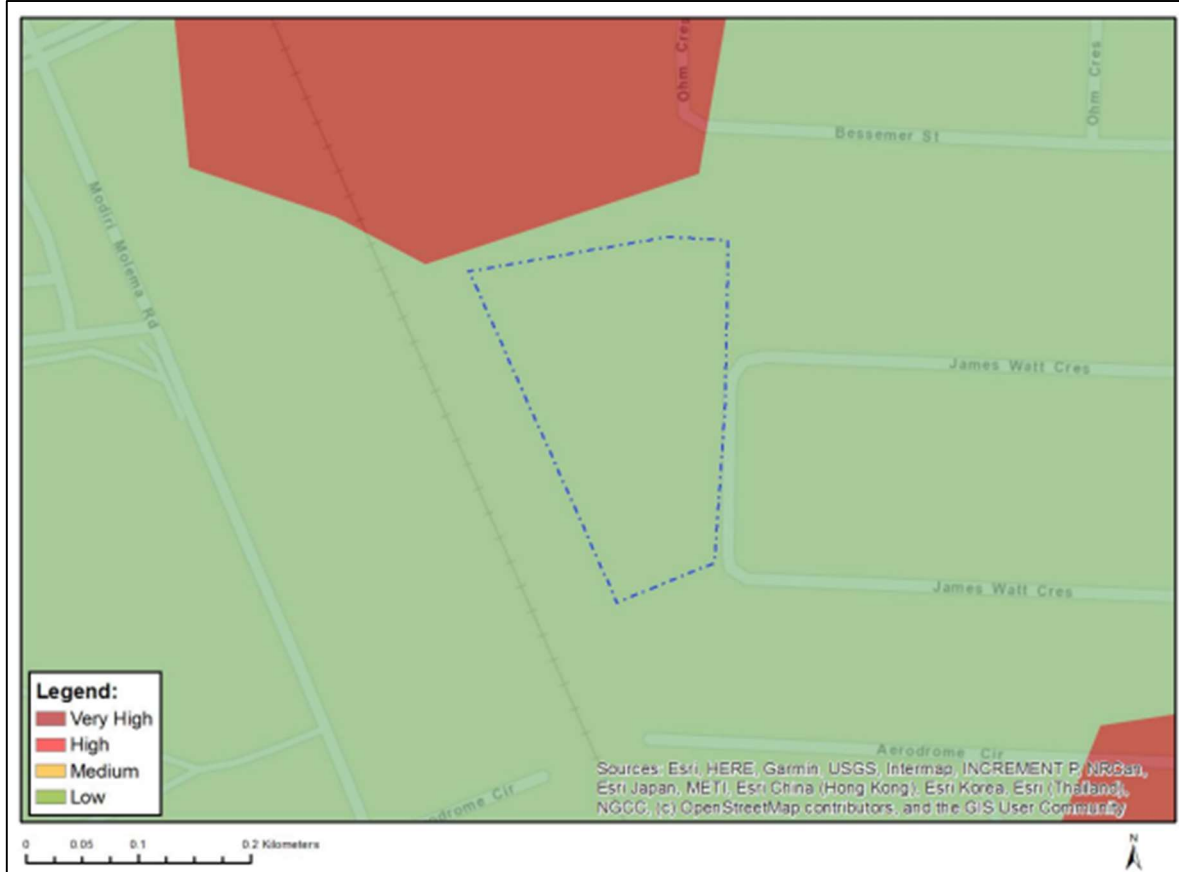 Ohm Cres
Ohm Cres
Bessemer St
Modiri Molema Rd
James Watt Cres
James Watt Cres
Legend:
Very High
High
Medium
Low
Aerodrome Cir
odrome Cir
Sources: Esri, HERE, Garmin, USGS, Intermap, INCREMENT P, NRCan,
Esri Japan, METI, Esri China (Hong Kong), Esri Korea, Esri (Thailand),
NGCC, (c) OpenStreetMap contributors, and the GIS User Community
0 0.05 0.1 0.2 Kilometers
N